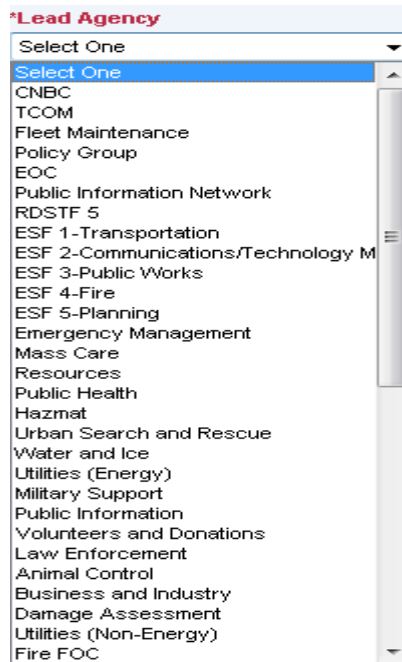 *Lead Agency
Select One
Select One
CNBC
TCOM
Fleet Maintenance
Policy Group
EOC
Public Information Network
RDSTF 5
ESF 1-Transportation
ESF 2-Communications/Technology M
ESF 3-Public Works
ESF 4-Fire
ESF 5-Planning
Emergency Management
Mass Care
Resources
Public Health
Hazmat
Urban Search and Rescue
Water and Ice
Utilities (Energy)
Military Support
Public Information
Volunteers and Donations
Law Enforcement
Animal Control
Business and Industry
Damage Assessment
Utilities (Non-Energy)
Fire FOC